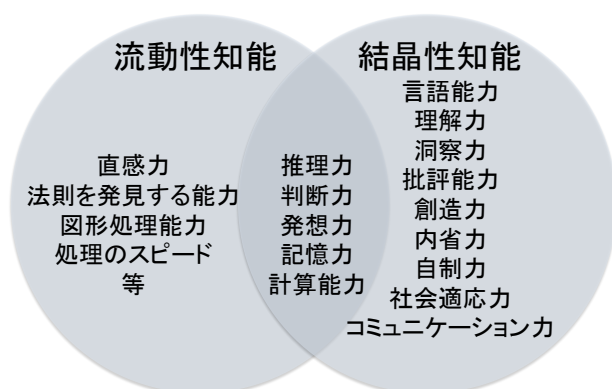 流動性知能
直感力
法則を発見する能力
図形処理能力
処理のスピード
等
推理力
判断力
発想力
記憶力
計算能力
結晶性知能
言語能力
理解力
洞察力
批評能力
創造力
内省力
自制力
社会適応力
コミュニケーション力